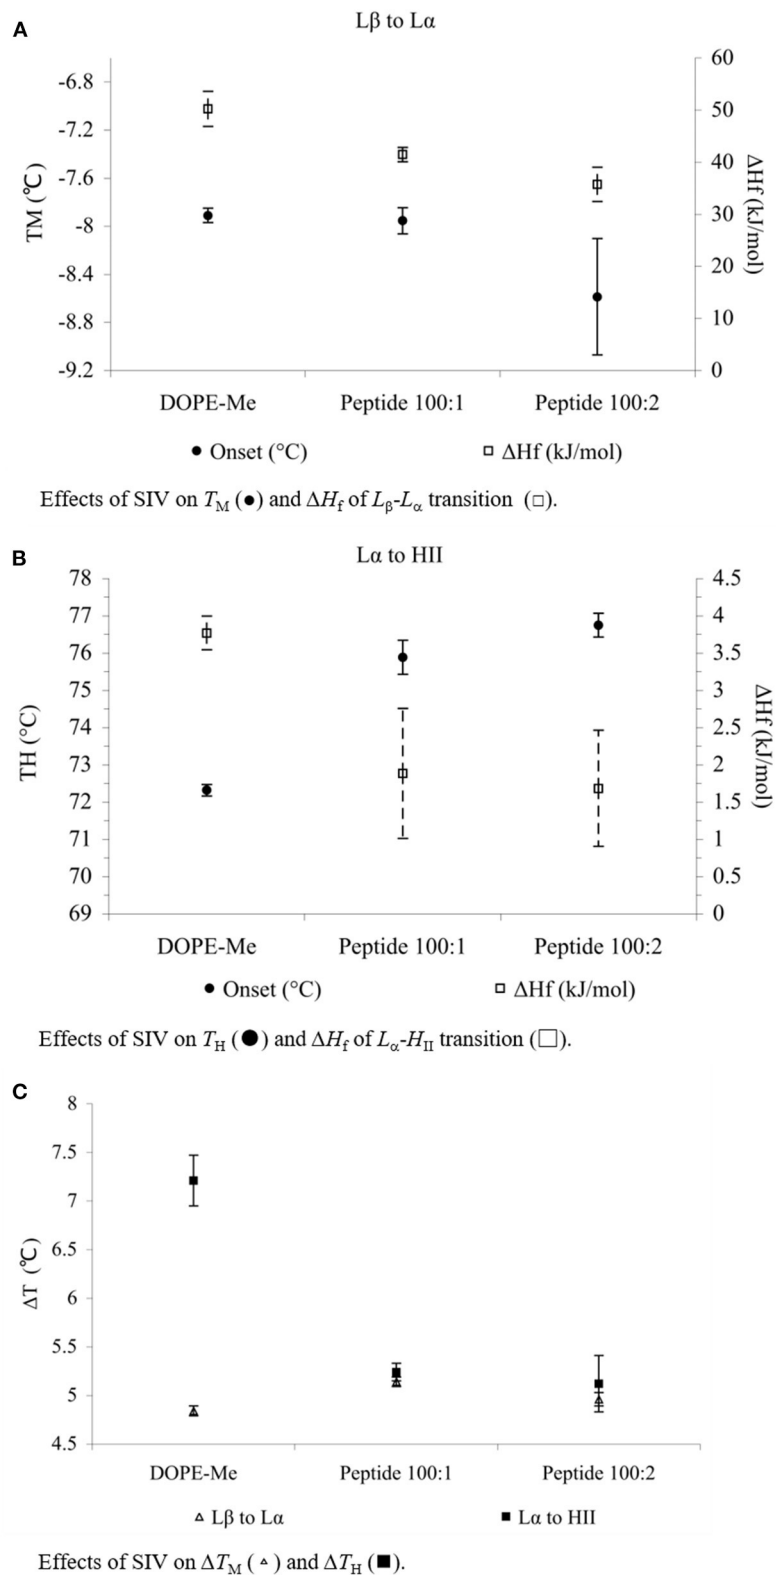 A
Lβ to Lα
-6.8
-7.2
-7.6
-8
-8.4
-8.8
-9.2
TM (℃)
60
50
40
30
20
10
0
ΔHf (kJ/mol)
DOPE-Me Peptide 100:1 Peptide 100:2
● Onset (°C) □ ΔHf (kJ/mol)
Effects of SIV on TM (●) and ΔHf of Lβ-Lα transition (□).
B
Lα to HII
78
77
76
75
74
73
72
71
70
69
TH (°C)
4.5
4
3.5
3
2.5
2
1.5
1
0.5
0
ΔHf (kJ/mol)
DOPE-Me Peptide 100:1 Peptide 100:2
● Onset (°C) □ ΔHf (kJ/mol)
Effects of SIV on TH (●) and ΔHf of Lα-HII transition (□).
C
8
7.5
7
6.5
6
5.5
5
4.5
ΔT (℃)
DOPE-Me Peptide 100:1 Peptide 100:2
△ Lβ to Lα ■ Lα to HII
Effects of SIV on ΔTM (△) and ΔTH (■).